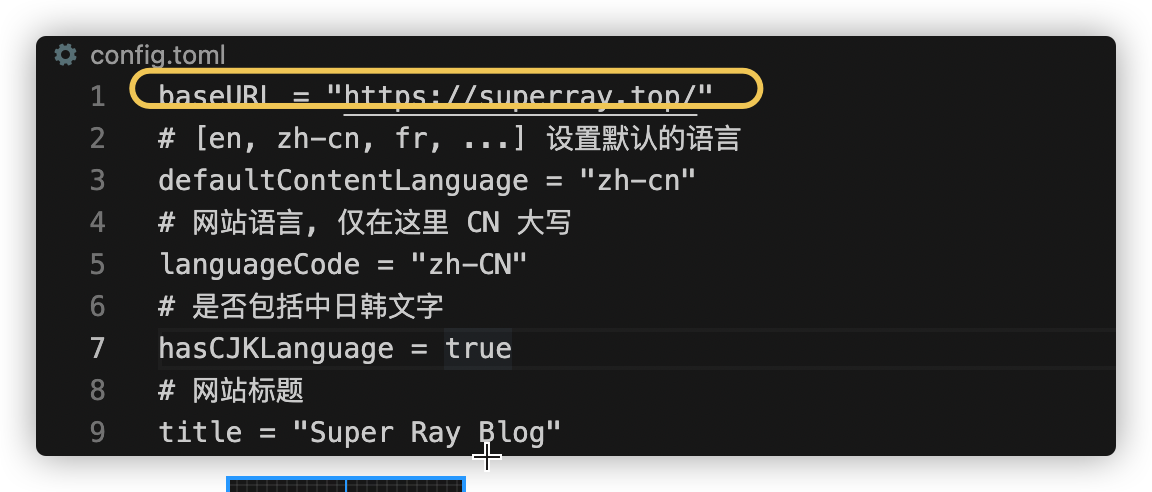 config.toml
1 baseURL = "https://superray.top/"
2 # [en, zh-cn, fr, ...] 设置默认的语言
3 defaultContentLanguage = "zh-cn"
4 # 网站语言, 仅在这里 CN 大写
5 languageCode = "zh-CN"
6 # 是否包括中日韩文字
7 hasCJKLanguage = true
8 # 网站标题
9 title = "Super Ray Blog"